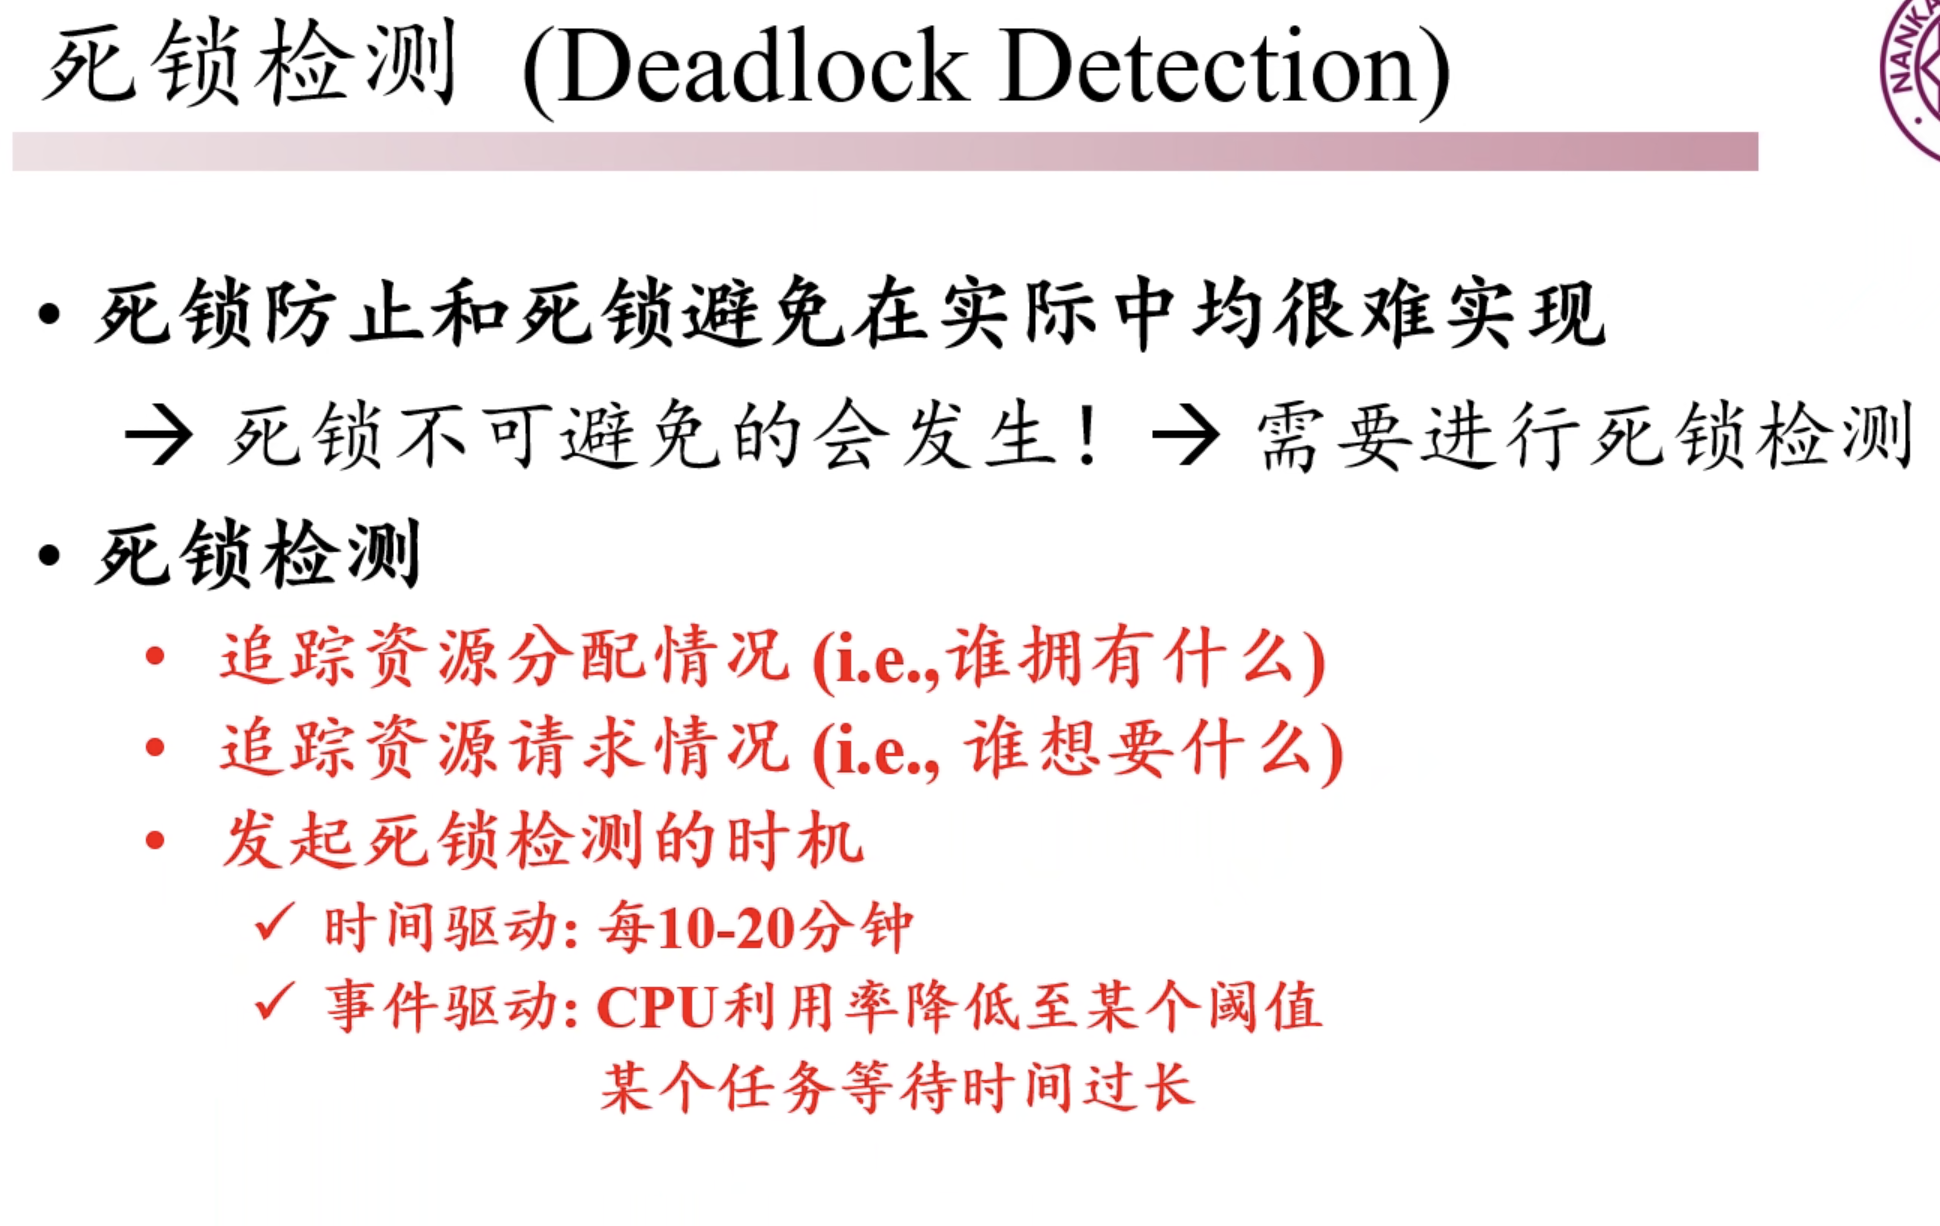 死锁检测 (Deadlock Detection)
NANKA
• 死锁防止和死锁避免在实际中均很难实现
→ 死锁不可避免的会发生！→ 需要进行死锁检测
• 死锁检测
• 追踪资源分配情况 (i.e.,谁拥有什么)
• 追踪资源请求情况 (i.e., 谁想要什么)
• 发起死锁检测的时机
✓ 时间驱动: 每10-20分钟
✓ 事件驱动: CPU利用率降低至某个阈值
某个任务等待时间过长